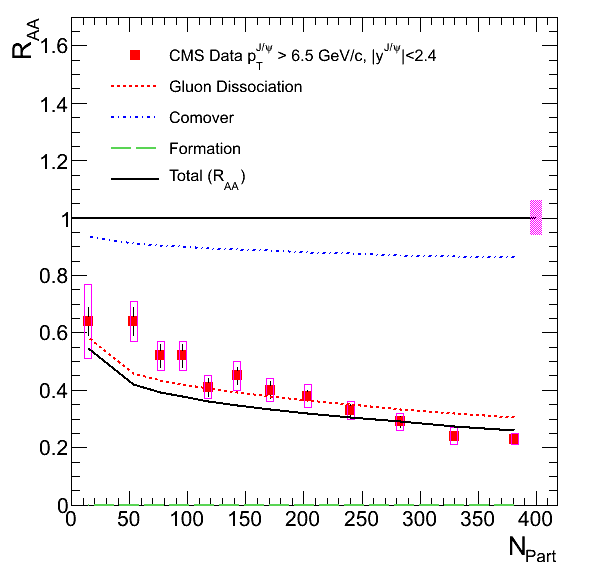 R_AA
CMS Data p_T^J/ψ > 6.5 GeV/c, |y^J/ψ|<2.4
Gluon Dissociation
Comover
Formation
Total (R_AA)
1.6
1.4
1.2
1
0.8
0.6
0.4
0.2
0
0 50 100 150 200 250 300 350 400
N_Part